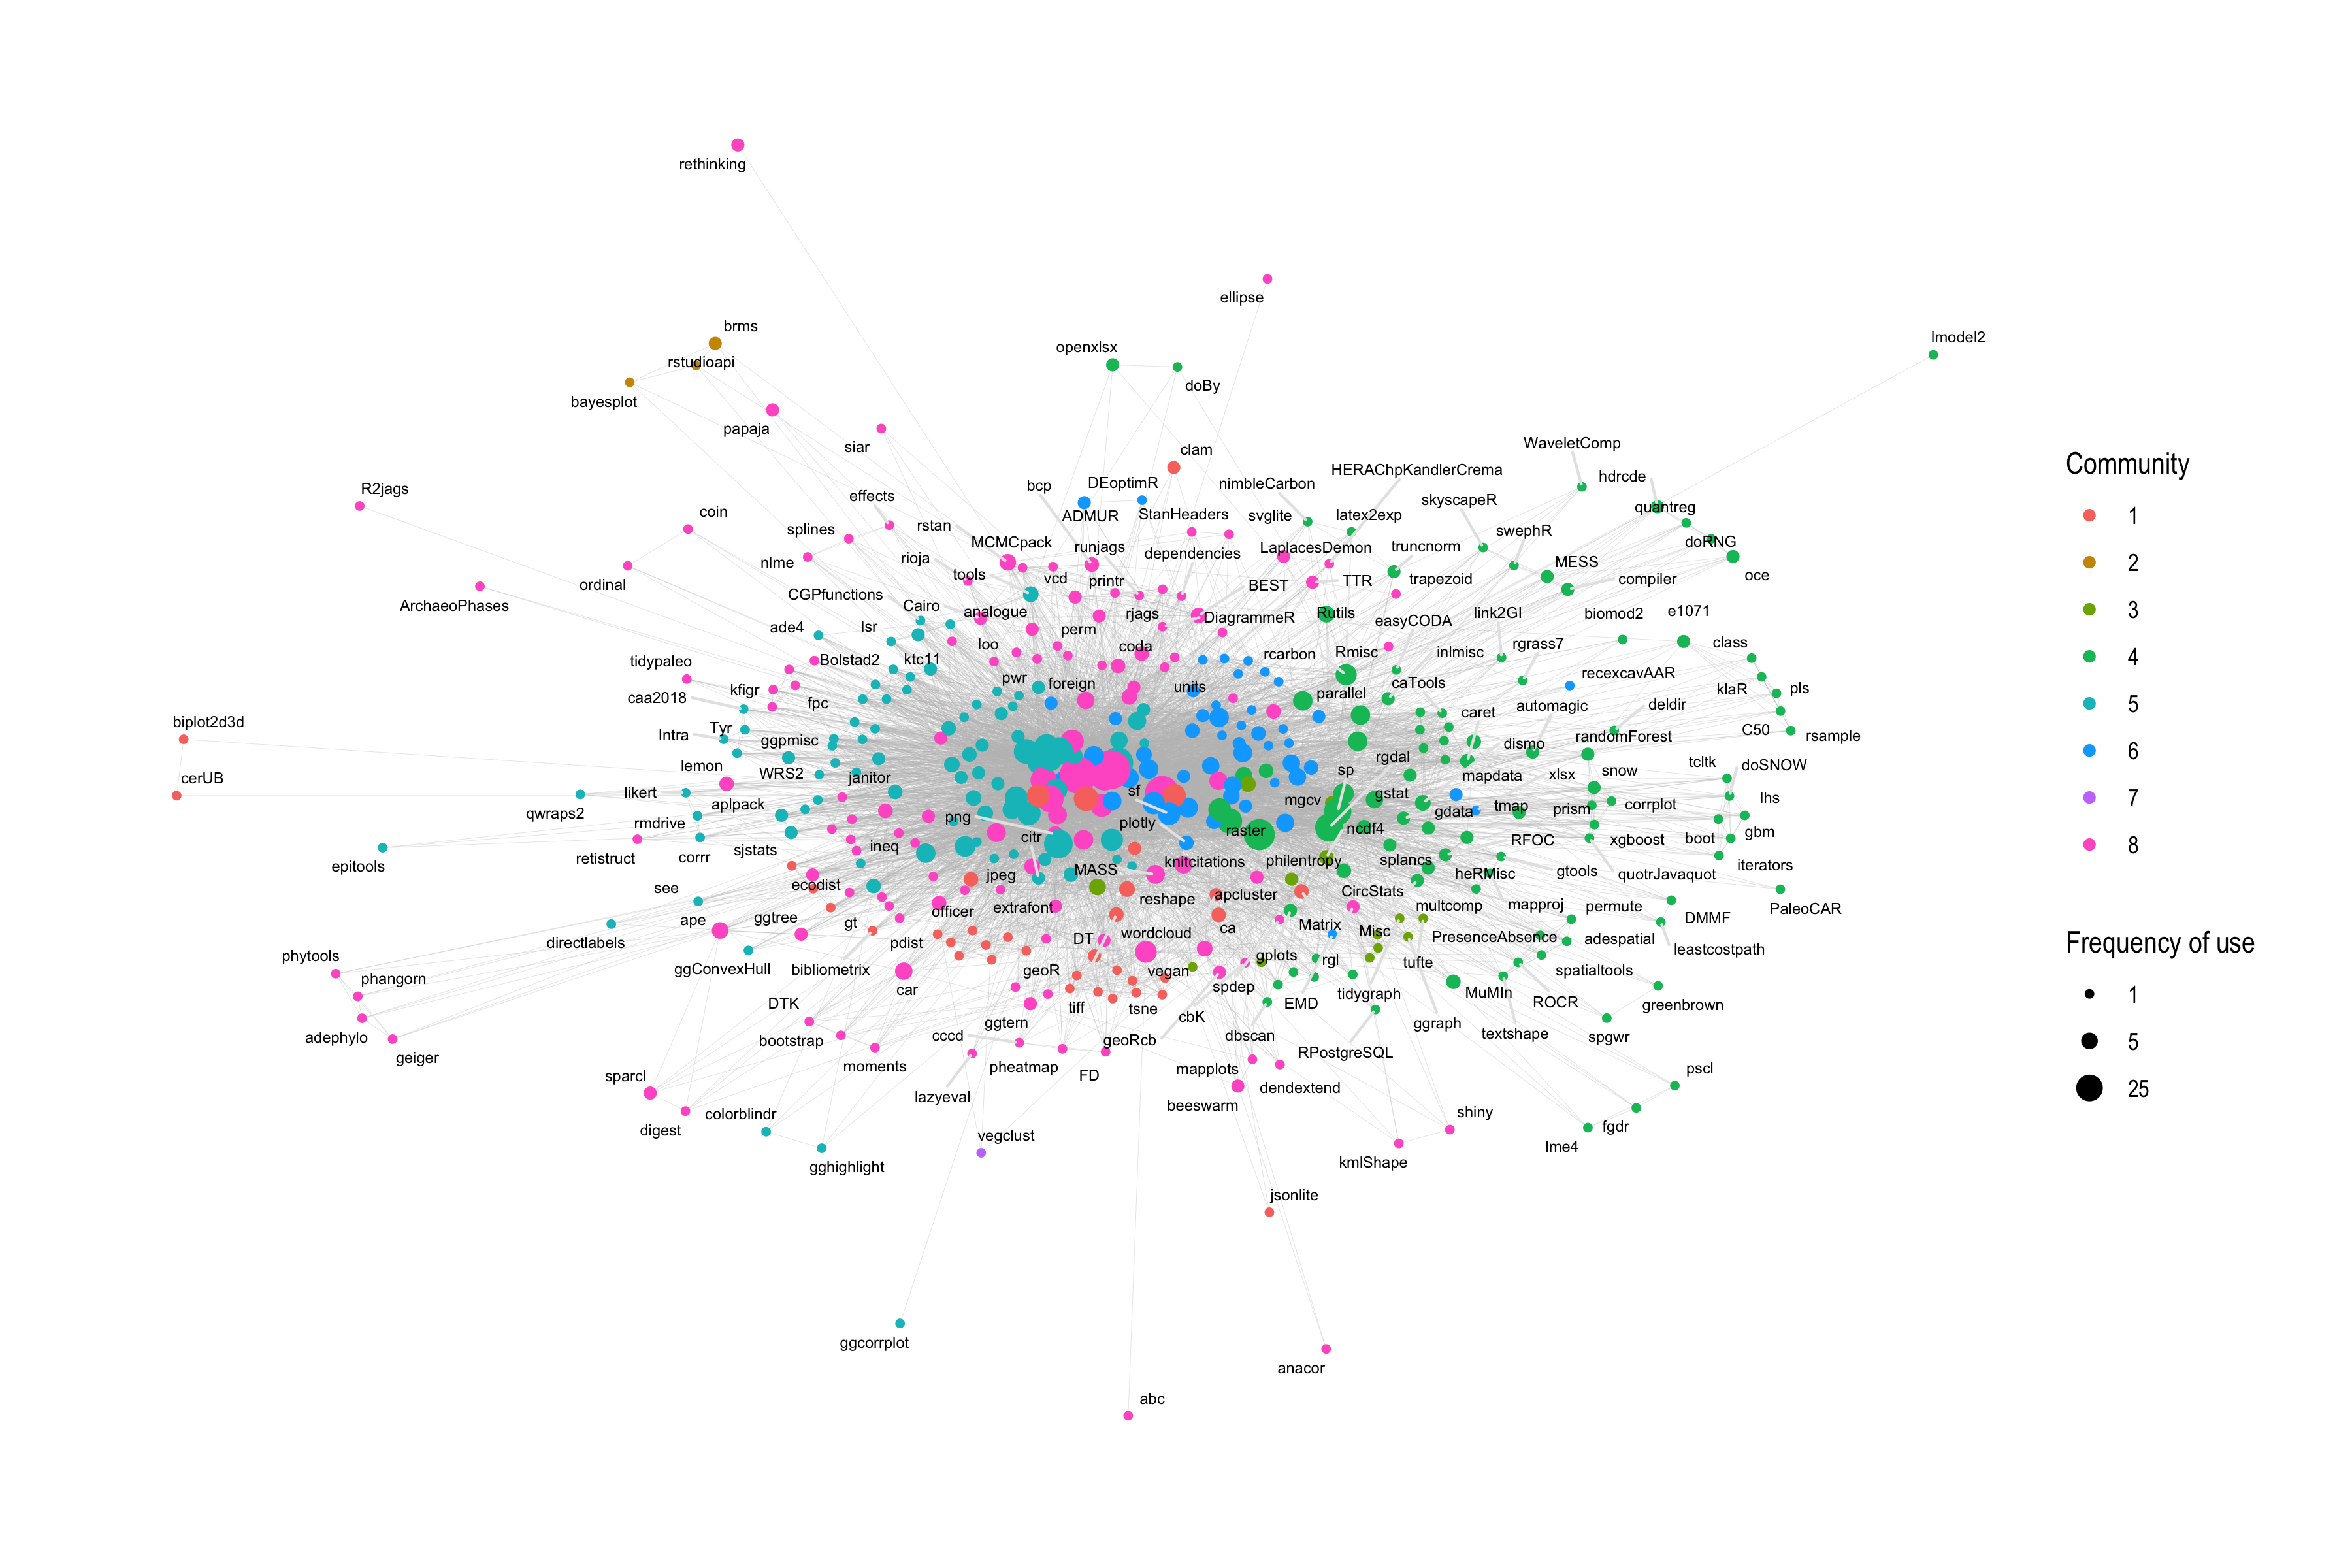 rethinking
ellipse
brms
rstudioapi
bayesplot
openxlsx
doBy
lmodel2
papaja
siar
clam
WaveletComp
HERAChpKandlerCrema
hdrcde
R2jags
effects
bcp
DEoptimR
nimbleCarbon
skyscapeR
quantreg
coin
splines
rstan
ADMUR
StanHeaders
svglite
latex2exp
swephR
doRNG
nlme
rioja
MCMCpack
runjags
dependencies
LaplacesDemon
truncnorm
MESS
compiler
oce
ordinal
tools
vcd
printr
BEST
TTR
trapezoid
ArchaeoPhases
CGPfunctions
Cairo
analogue
rjags
DiagrammeR
Rutils
easyCODA
link2GI
biomod2
e1071
ade4
lsr
loo
perm
coda
rcarbon
Rmisc
inlmisc
rgrass7
class
tidypaleo
Bolstad2
ktc11
pwr
foreign
units
parallel
caTools
recexcavAAR
klaR
pls
caa2018
kfigr
fpc
caret
automagic
deldir
biplot2d3d
Intra
Tyr
ggpmisc
rgdal
dismo
randomForest
C50
rsample
cerUB
lemon
WRS2
janitor
sp
mapdata
xlsx
snow
tcltk
doSNOW
likert
aplpack
sf
mgcv
gstat
gdata
tmap
prism
corrplot
lhs
qwraps2
rmdrive
png
citr
plotly
raster
ncdf4
RFOC
xgboost
boot
gbm
epitools
retistruct
corrr
sjstats
ineq
MASS
knitcitations
philentropy
splancs
heRMisc
gtools
quotrJavaquot
iterators
see
ecodist
jpeg
extrafont
reshape
apcluster
CircStats
multcomp
mapproj
permute
DMMF
PaleoCAR
ape
ggtree
gt
officer
pdist
DT
wordcloud
ca
Matrix
Misc
PresenceAbsence
adespatial
leastcostpath
directlabels
phytools
phangorn
ggConvexHull
bibliometrix
geoR
vegan
gplots
rgl
tufte
spatialtools
car
spdep
tidygraph
MuMIn
ROCR
greenbrown
DTK
tiff
tsne
cbK
EMD
adephylo
geiger
bootstrap
ggtern
cccd
geoRcb
dbscan
ggraph
textshape
spgwr
moments
pheatmap
FD
RPostgreSQL
sparcl
mapplots
dendextend
pscl
lazyeval
beeswarm
shiny
digest
colorblindr
vegclust
fgdr
lme4
gghighlight
kmlShape
jsonlite
ggcorrplot
anacor
abc
Community
1
2
3
4
5
6
7
8
Frequency of use
1
5
25